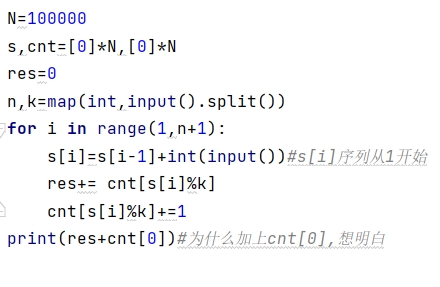 N=100000
s,cnt=[0]*N,[0]*N
res=0
n,k=map(int,input().split())
for i in range(1,n+1):
    s[i]=s[i-1]+int(input())#s[i]序列从1开始
    res+= cnt[s[i]%k]
    cnt[s[i]%k]+=1
print(res+cnt[0])#为什么加上cnt[0],想明白